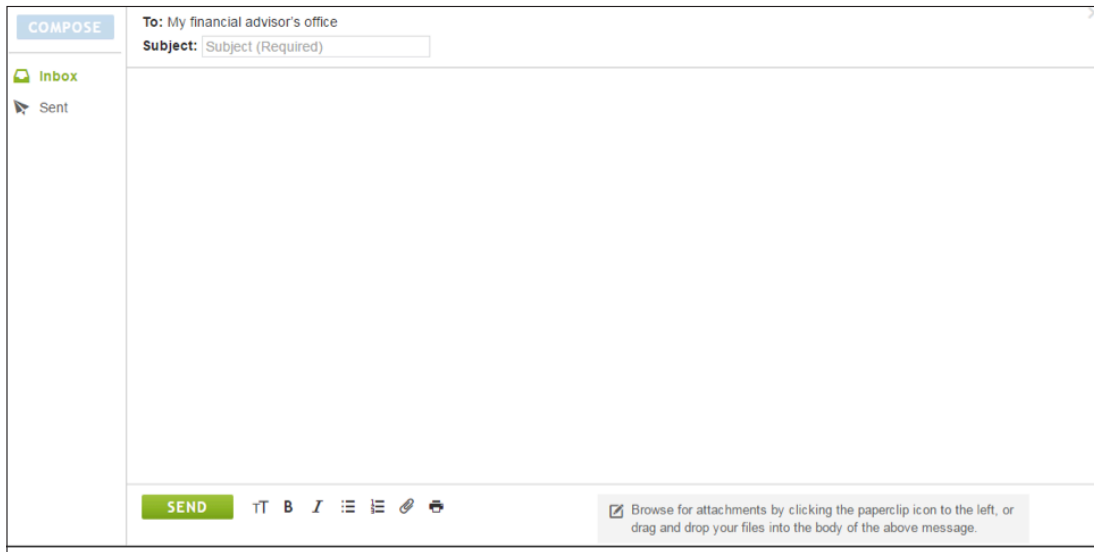 COMPOSE
Inbox
Sent
To: My financial advisor's office
Subject: Subject (Required)
SEND
TT B I
Browse for attachments by clicking the paperclip icon to the left, or
drag and drop your files into the body of the above message.